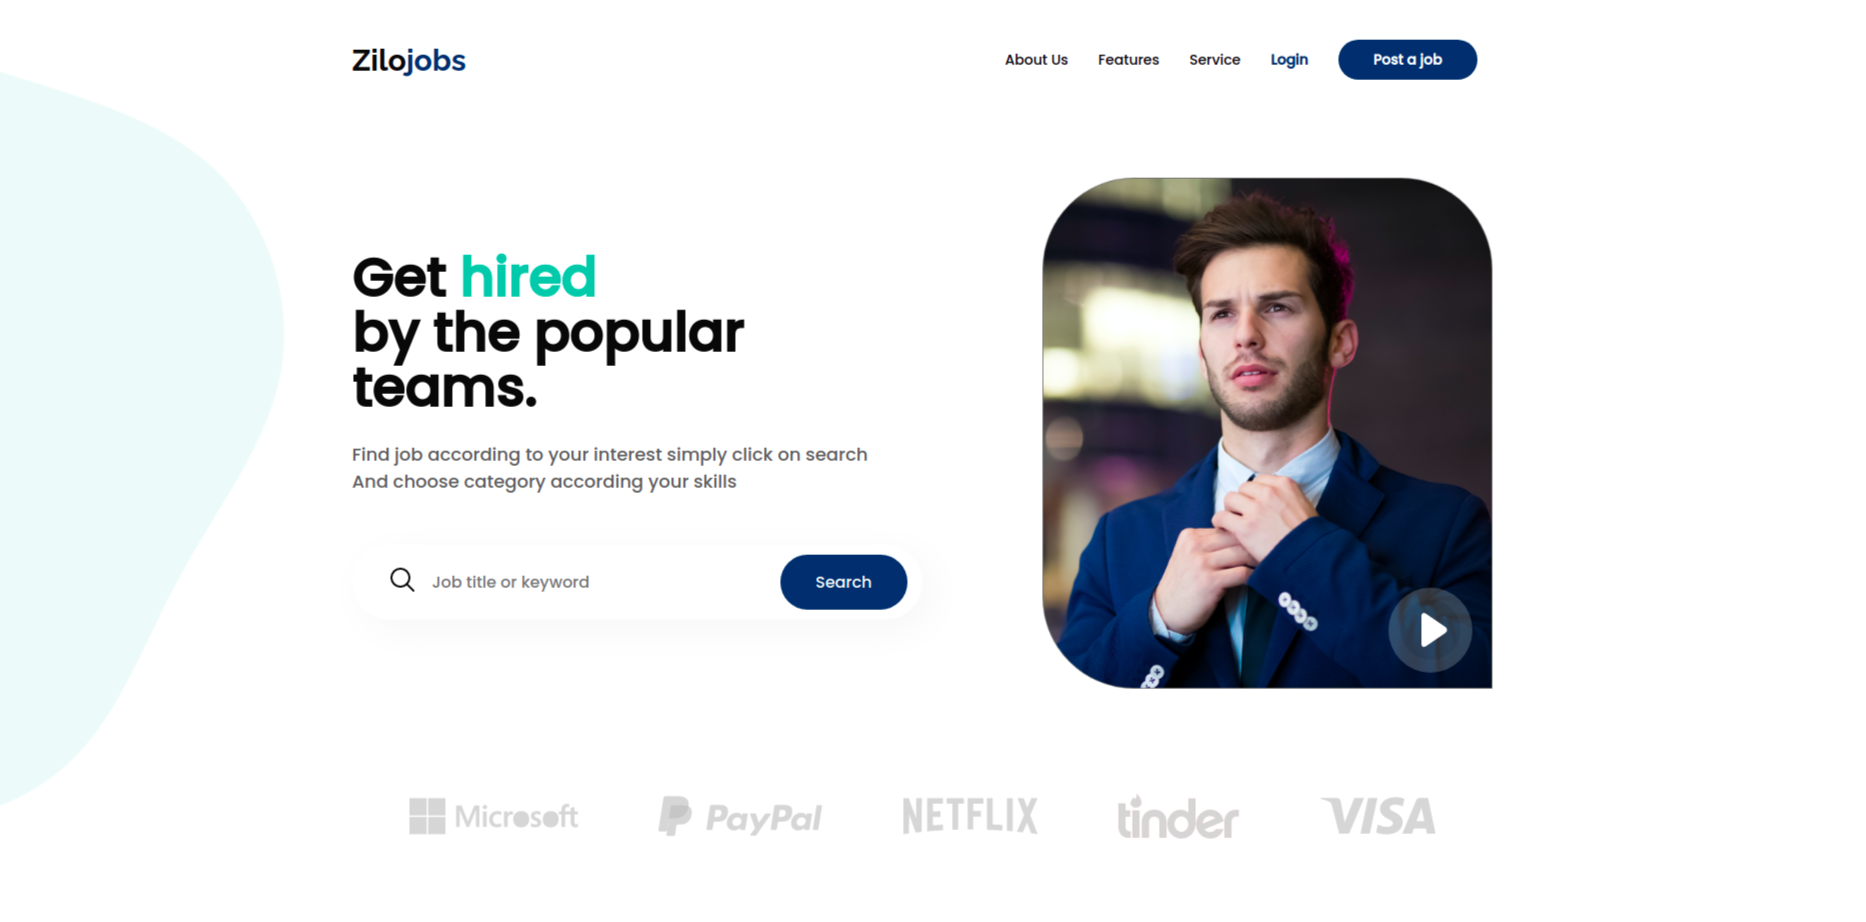 Zilojobs
About Us
Features
Service
Login
Post a job
Get hired
by the popular
teams.
Find job according to your interest simply click on search
And choose category according your skills
Job title or keyword
Search
Microsoft
PayPal
NETFLIX
tinder
VISA